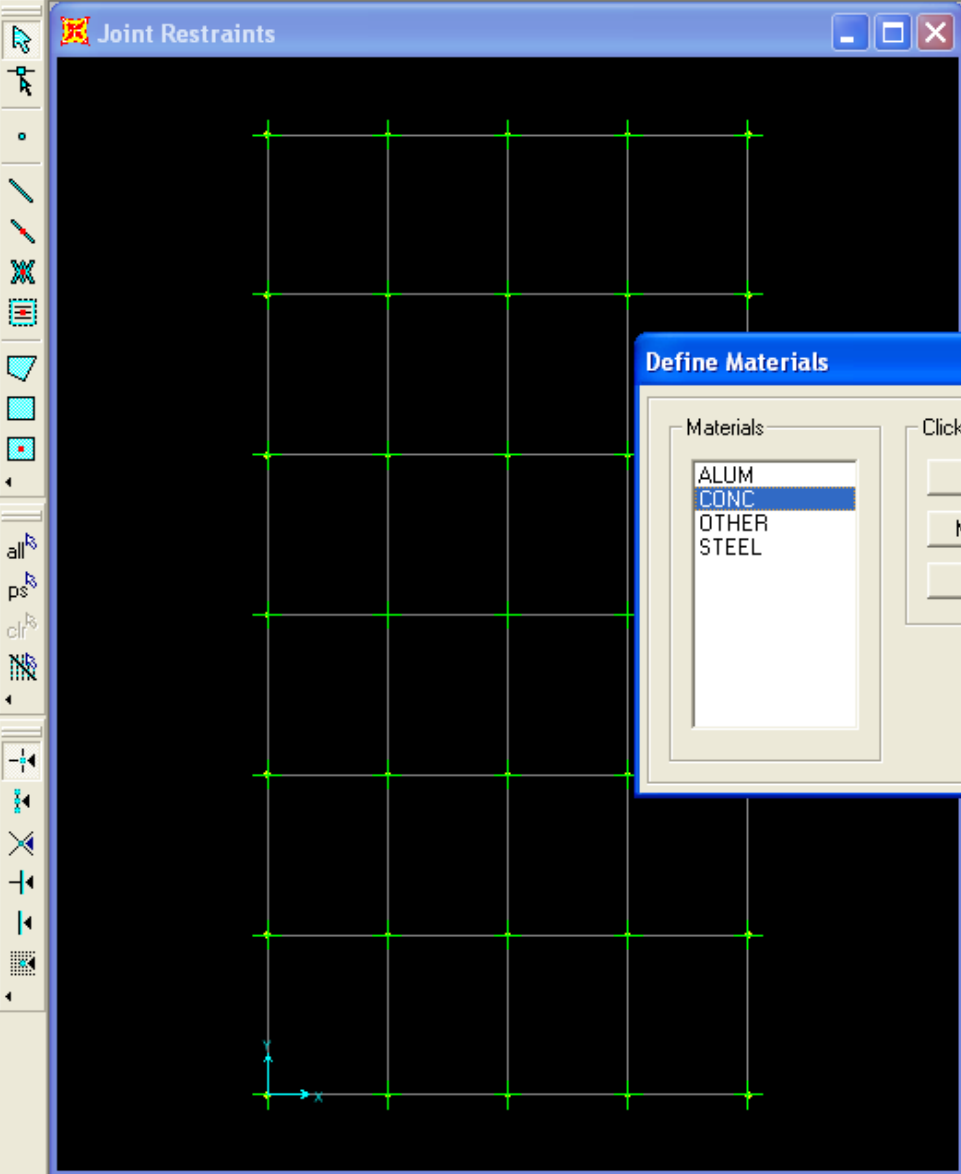 Joint Restraints
Define Materials
Materials
Click
ALUM
CONC
OTHER
STEEL
all
ps
clr
Y
X